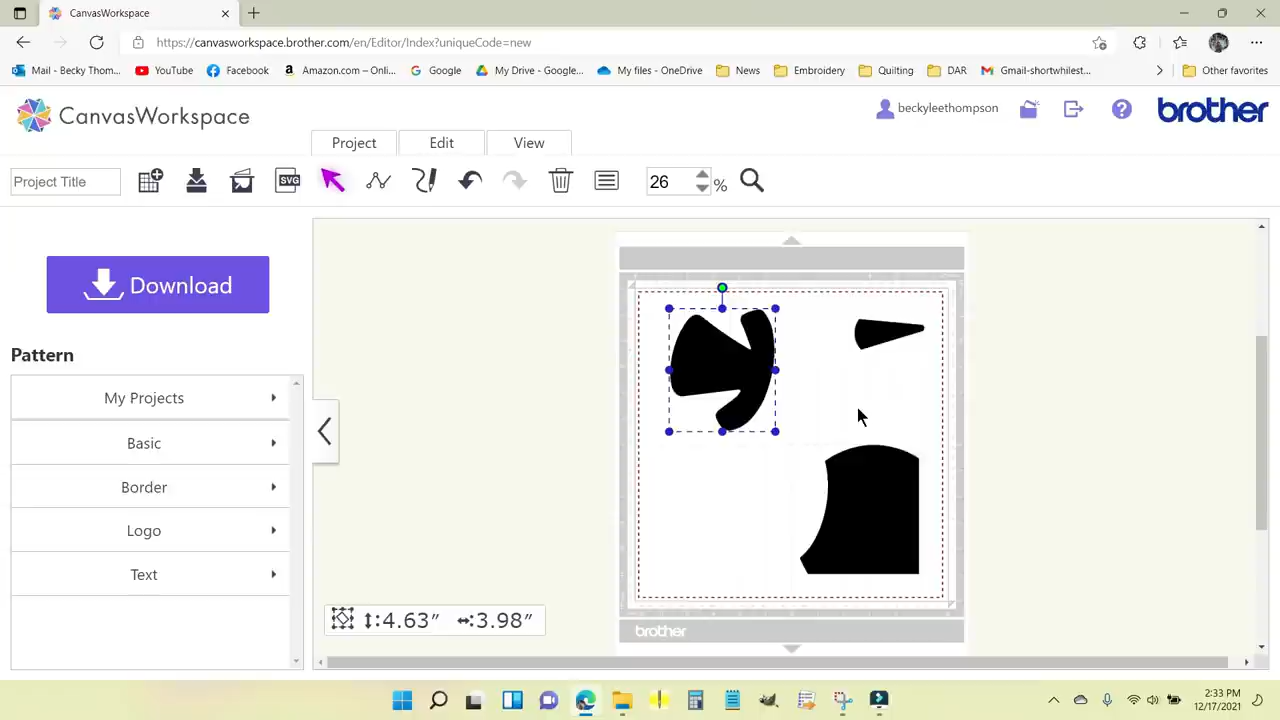 CanvasWorkspace
https://canvasworkspace.brother.com/en/Editor/Index?uniqueCode=new
Mail - Becky Thom... YouTube Facebook Amazon.com – Onli... Google My Drive - Google... My files - OneDrive News Embroidery Quilting DAR Gmail-shortwhilest... Other favorites
CanvasWorkspace
beckyleethompson
brother
Project Edit View
Project Title
SVG
26 %
Download
Pattern
My Projects
Basic
Border
Logo
Text
4.63″ 3.98″
brother
2:33 PM
12/17/2021